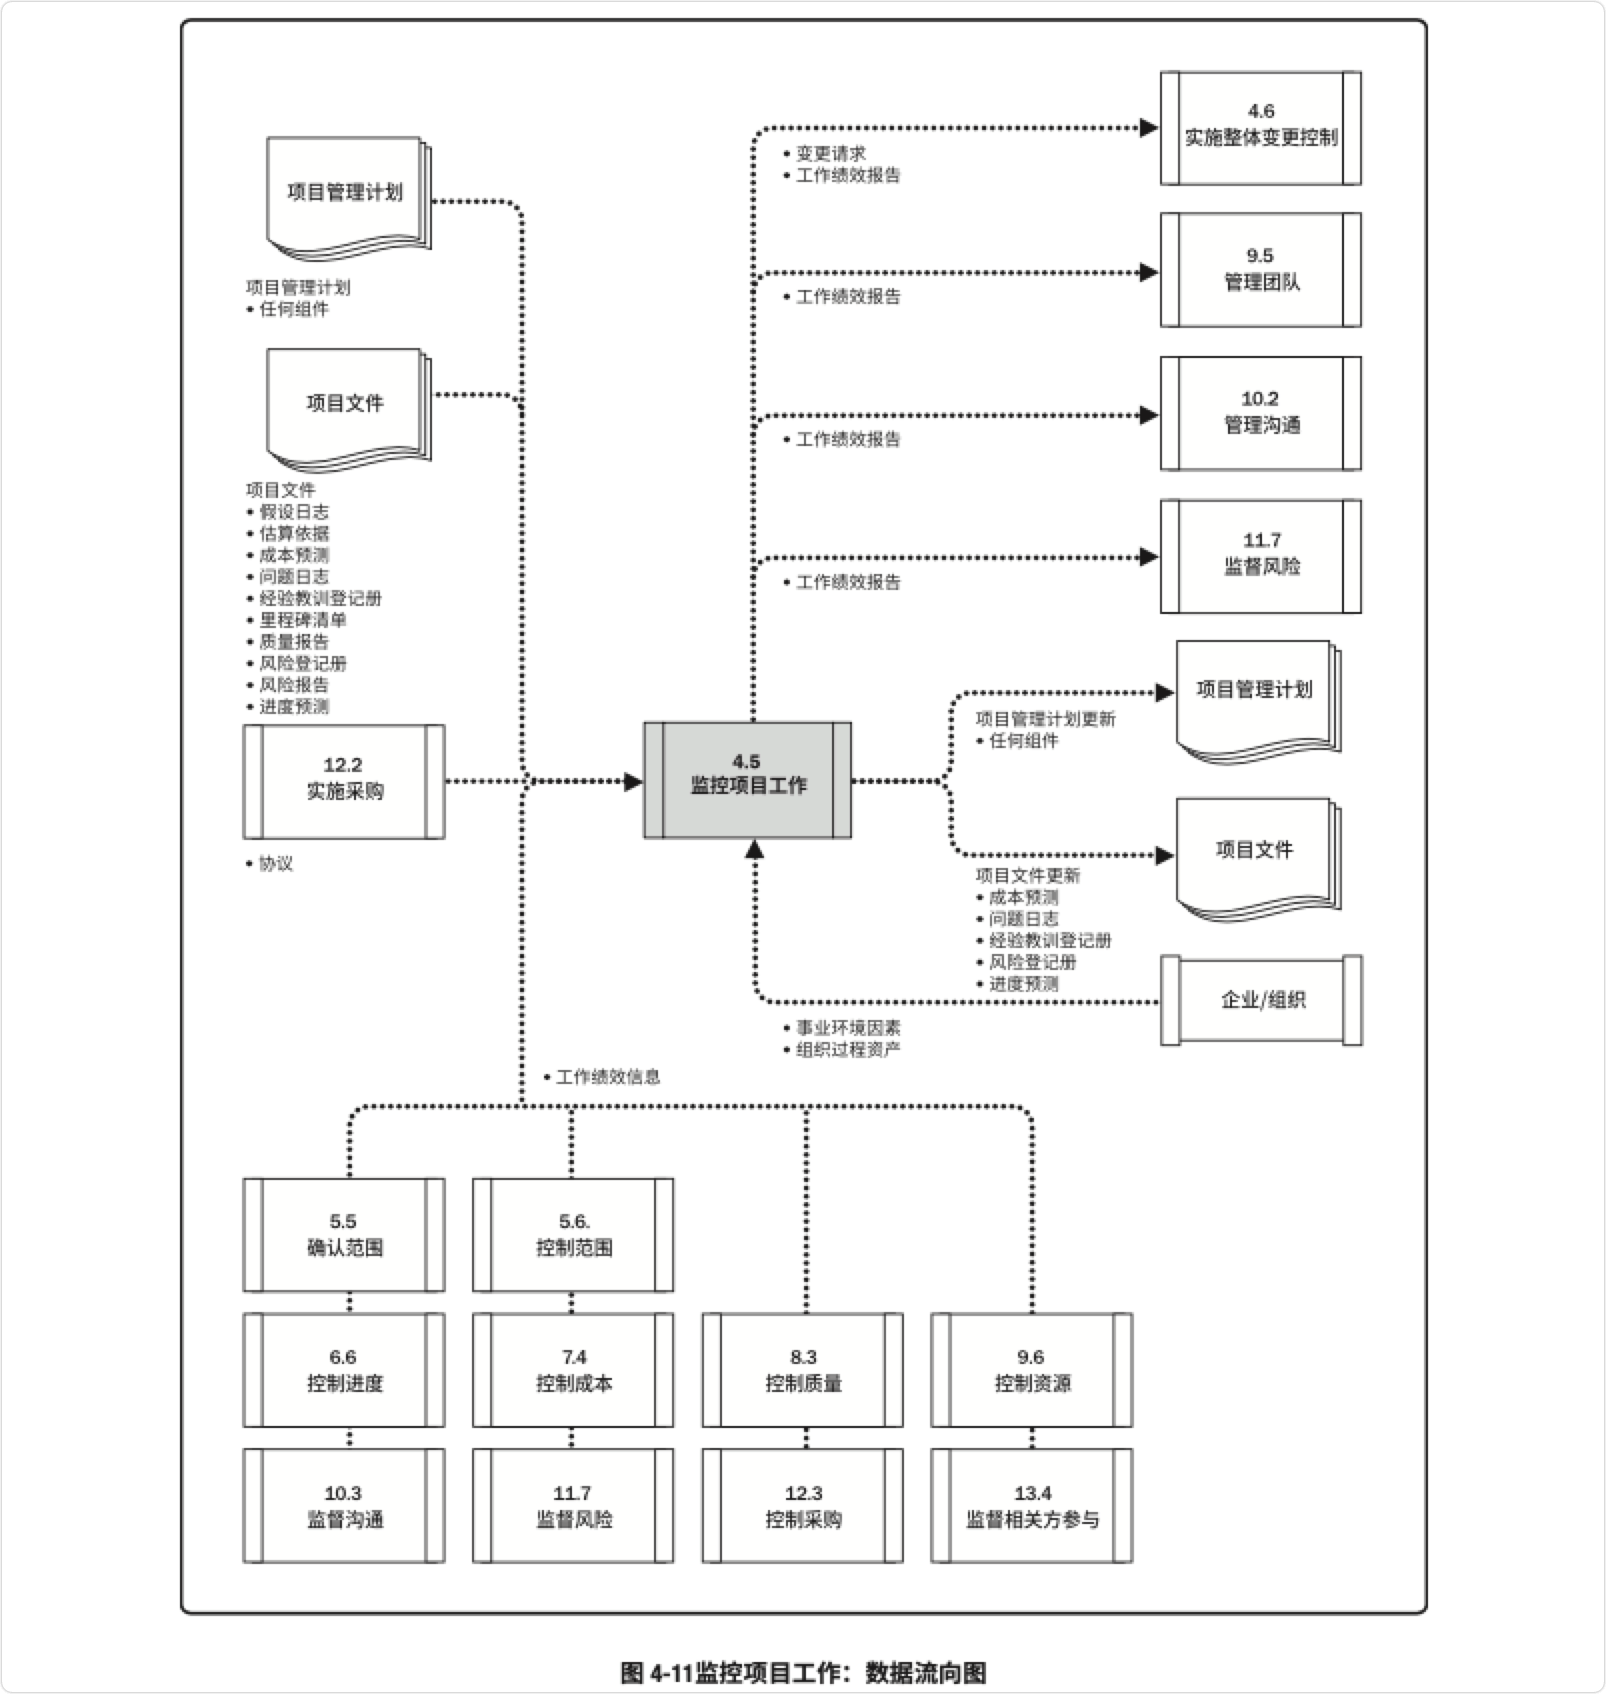 项目管理计划
项目管理计划
• 任何组件
项目文件
项目文件
• 假设日志
• 估算依据
• 成本预测
• 问题日志
• 经验教训登记册
• 里程碑清单
• 质量报告
• 风险登记册
• 风险报告
• 进度预测
12.2
实施采购
• 协议
4.6
实施整体变更控制
• 变更请求
• 工作绩效报告
9.5
管理团队
• 工作绩效报告
10.2
管理沟通
• 工作绩效报告
11.7
监督风险
• 工作绩效报告
4.5
监控项目工作
项目管理计划
项目管理计划更新
• 任何组件
项目文件
项目文件更新
• 成本预测
• 问题日志
• 经验教训登记册
• 风险登记册
• 进度预测
企业/组织
• 事业环境因素
• 组织过程资产
• 工作绩效信息
5.5
确认范围
5.6.
控制范围
6.6
控制进度
7.4
控制成本
8.3
控制质量
9.6
控制资源
10.3
监督沟通
11.7
监督风险
12.3
控制采购
13.4
监督相关方参与
图 4-11监控项目工作：数据流向图